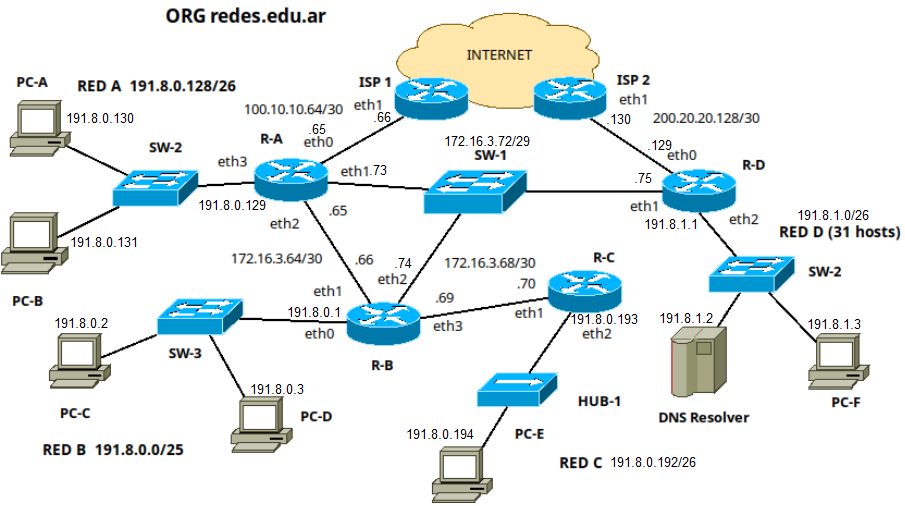 ORG redes.edu.ar
INTERNET
PC-A
RED A 191.8.0.128/26
ISP 1
ISP 2
eth1
eth1
100.10.10.64/30
.66
.130
200.20.20.128/30
191.8.0.130
.65
R-A
eth0
172.16.3.72/29
SW-1
.129
eth0
R-D
SW-2
eth3
eth1
.73
.75
191.8.0.129
eth2
.65
eth1
191.8.1.1
eth2
191.8.1.0/26
RED D (31 hosts)
191.8.0.131
PC-B
172.16.3.64/30
.66
.74
eth2
172.16.3.68/30
R-C
SW-2
eth1
.69
.70
191.8.0.1
eth0
eth3
eth1
191.8.0.193
eth2
191.8.0.2
SW-3
R-B
191.8.1.2
191.8.1.3
PC-C
191.8.0.3
PC-D
HUB-1
DNS Resolver
PC-F
191.8.0.194
PC-E
RED B 191.8.0.0/25
RED C 191.8.0.192/26